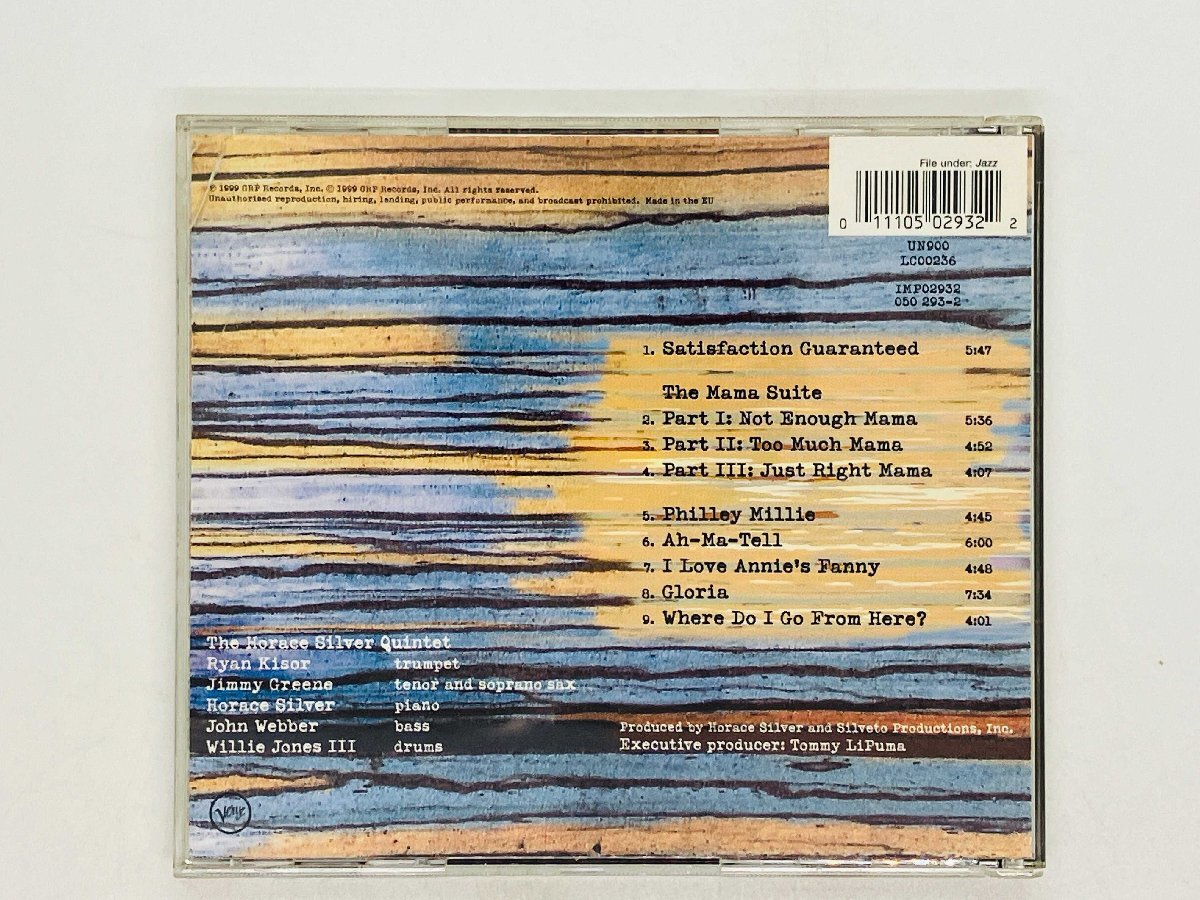 File under: Jazz
0 11105 02932 2
℗ 1999 GRP Records, Inc. © 1999 GRP Records, Inc. All rights reserved.
Unauthorised reproduction, hiring, lending, public performance, and broadcast prohibited. Made in the EU
UN900
LC00236
IMP02932
050 293-2
1. Satisfaction Guaranteed 5:47
The Mama Suite
2. Part I: Not Enough Mama 5:36
3. Part II: Too Much Mama 4:52
4. Part III: Just Right Mama 4:07
5. Philley Millie 4:45
6. Ah-Ma-Tell 6:00
7. I Love Annie's Fanny 4:48
8. Gloria 7:34
9. Where Do I Go From Here? 4:01
The Horace Silver Quintet
Ryan Kisor trumpet
Jimmy Greene tenor and soprano sax
Horace Silver piano
John Webber bass
Willie Jones III drums
Produced by Horace Silver and Silveto Productions, Inc.
Executive producer: Tommy LiPuma
Verve